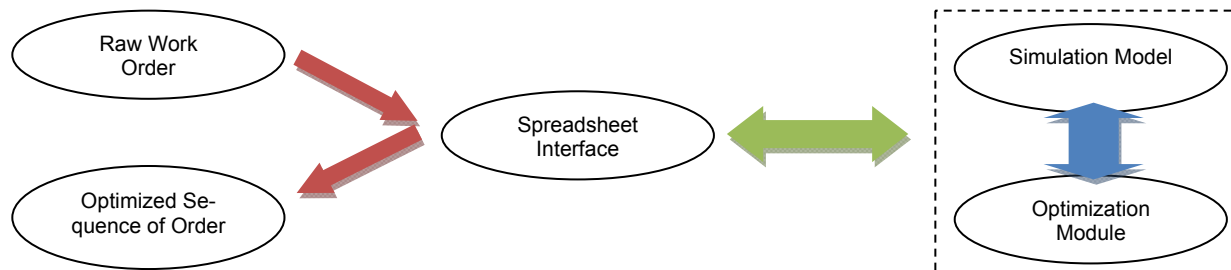 Raw Work
Order
Optimized Se-
quence of Order
Spreadsheet
Interface
Simulation Model
Optimization
Module